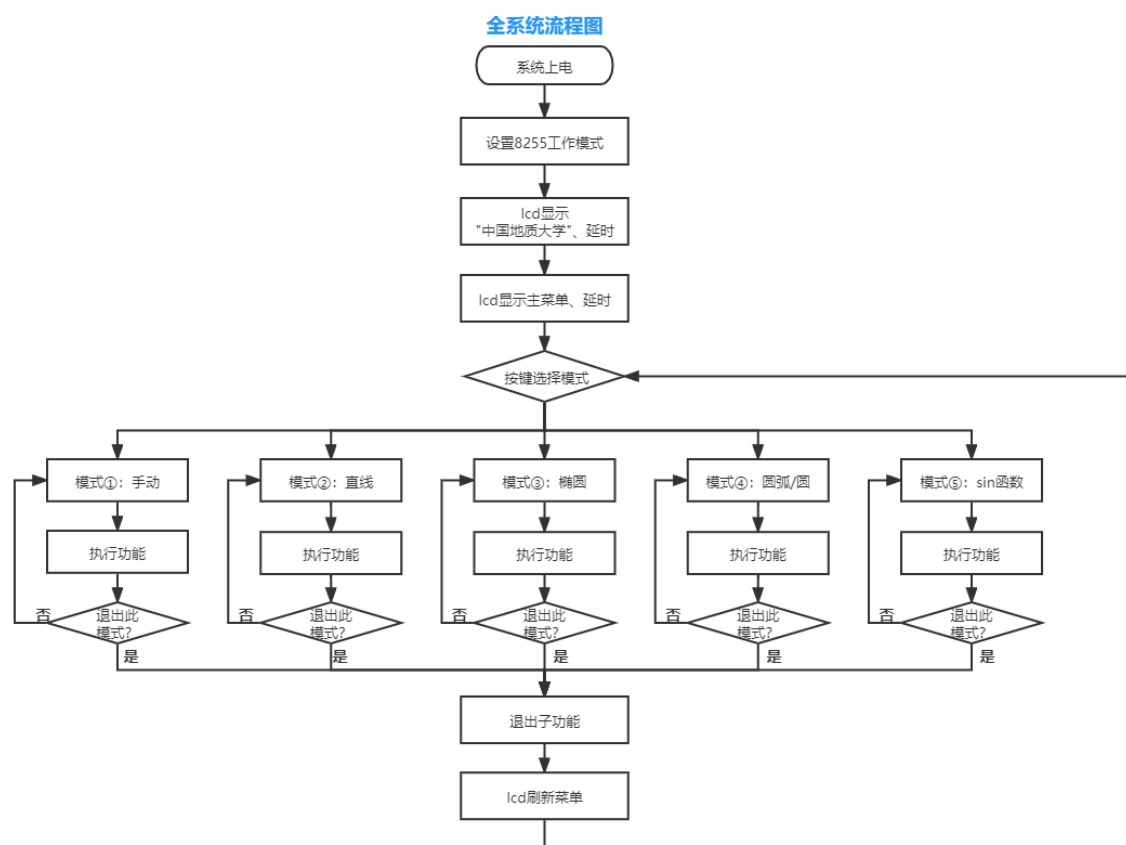 全系统流程图
系统上电
设置8255工作模式
lcd显示
"中国地质大学"、延时
lcd显示主菜单、延时
按键选择模式
模式①：手动
模式②：直线
模式③：椭圆
模式④：圆弧/圆
模式⑤：sin函数
执行功能
执行功能
执行功能
执行功能
执行功能
否
退出此
模式?
否
退出此
模式?
否
退出此
模式?
否
退出此
模式?
否
退出此
模式?
是
是
是
是
是
退出子功能
lcd刷新菜单